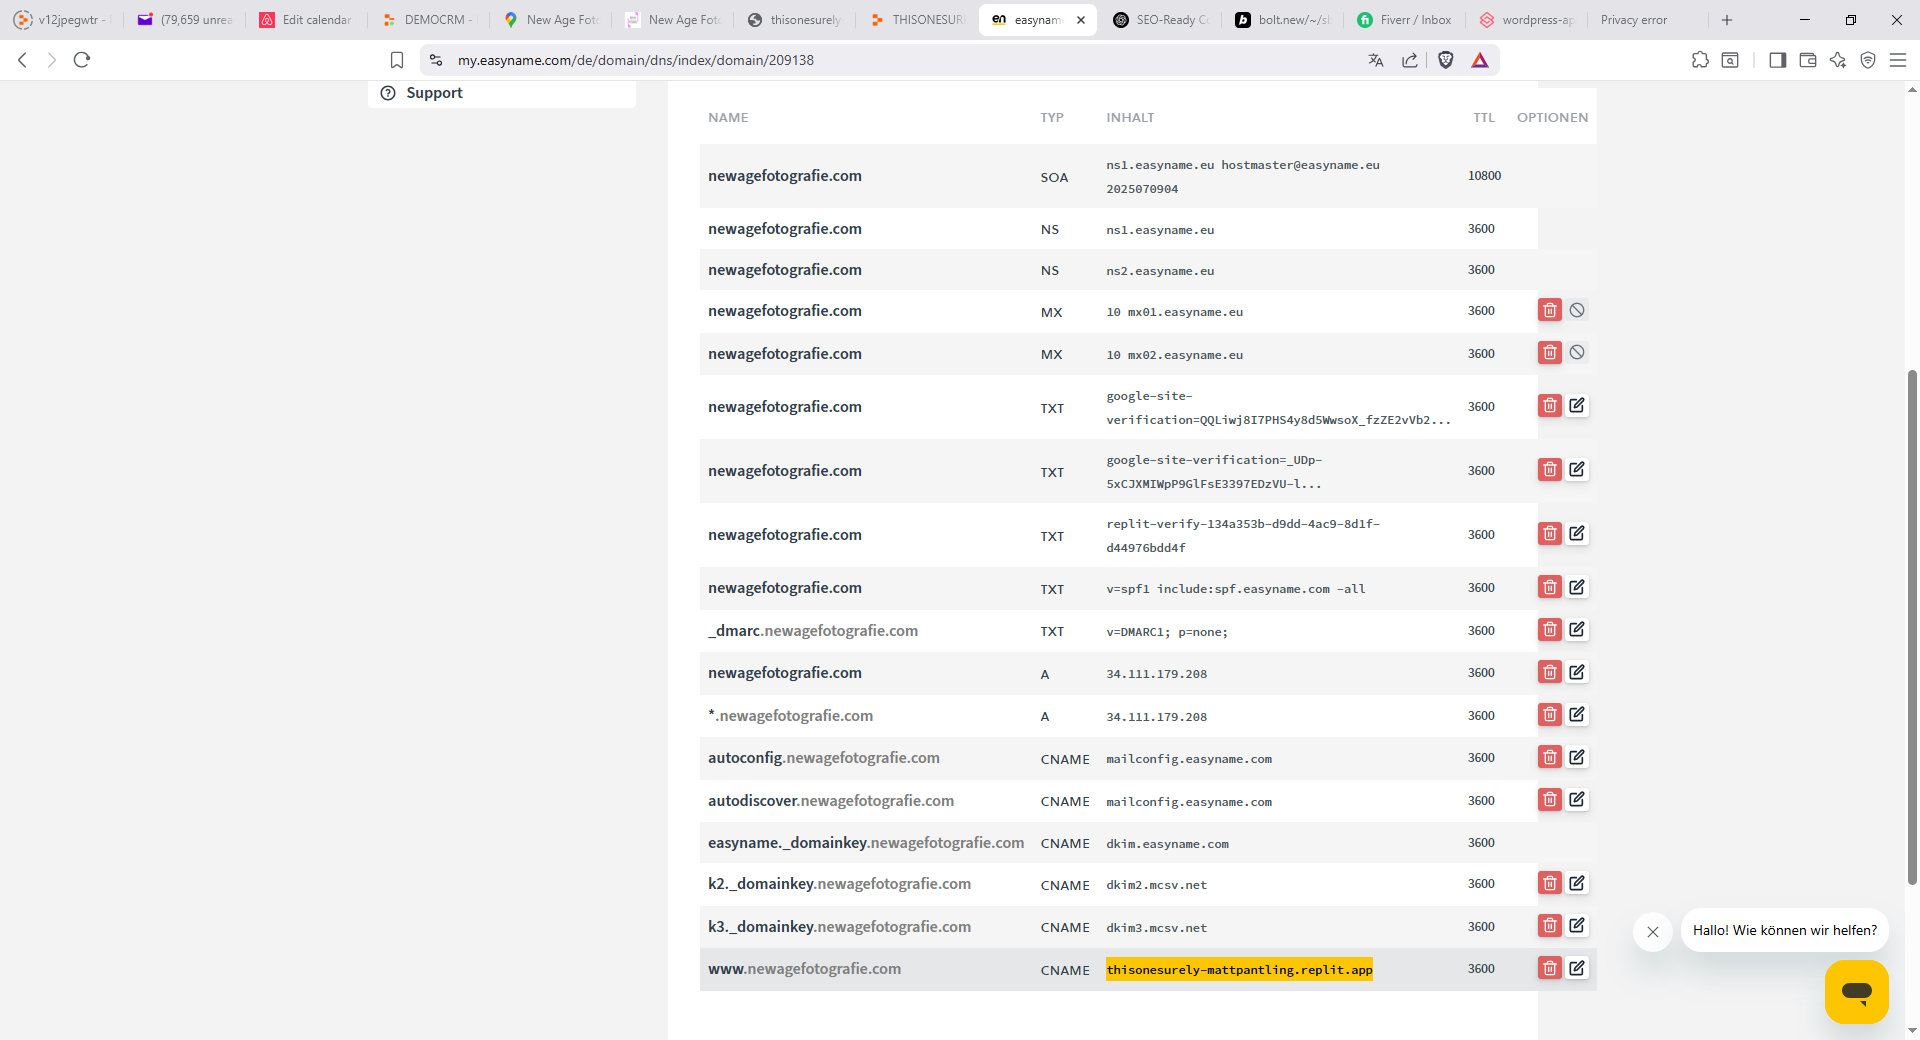 v12jpegwtr -
(79,659 unrea
Edit calendar
DEMOCRM -
New Age Fot
New Age Fot
thisonesurely
THISONESUR
easyname
SEO-Ready Co
bolt.new/~/sb
Fiverr / Inbox
wordpress-ap
Privacy error
my.easyname.com/de/domain/dns/index/domain/209138
Support
NAME TYP INHALT TTL OPTIONEN
newagefotografie.com SOA ns1.easyname.eu hostmaster@easyname.eu 10800
2025070904
newagefotografie.com NS ns1.easyname.eu 3600
newagefotografie.com NS ns2.easyname.eu 3600
newagefotografie.com MX 10 mx01.easyname.eu 3600
newagefotografie.com MX 10 mx02.easyname.eu 3600
newagefotografie.com TXT google-site- 3600
verification=QQLiwj8I7PHS4y8d5WwsoX_fzZE2vVb2...
newagefotografie.com TXT google-site-verification=_UDp- 3600
5xCJXMIWpP9GlFsE3397EDzVU-l...
newagefotografie.com TXT replit-verify-134a353b-d9dd-4ac9-8d1f- 3600
d44976bdd4f
newagefotografie.com TXT v=spf1 include:spf.easyname.com -all 3600
_dmarc.newagefotografie.com TXT v=DMARC1; p=none; 3600
newagefotografie.com A 34.111.179.208 3600
*.newagefotografie.com A 34.111.179.208 3600
autoconfig.newagefotografie.com CNAME mailconfig.easyname.com 3600
autodiscover.newagefotografie.com CNAME mailconfig.easyname.com 3600
easyname._domainkey.newagefotografie.com CNAME dkim.easyname.com 3600
k2._domainkey.newagefotografie.com CNAME dkim2.mcsv.net 3600
k3._domainkey.newagefotografie.com CNAME dkim3.mcsv.net 3600
www.newagefotografie.com CNAME thisonesurely-mattpantling.replit.app 3600
Hallo! Wie können wir helfen?